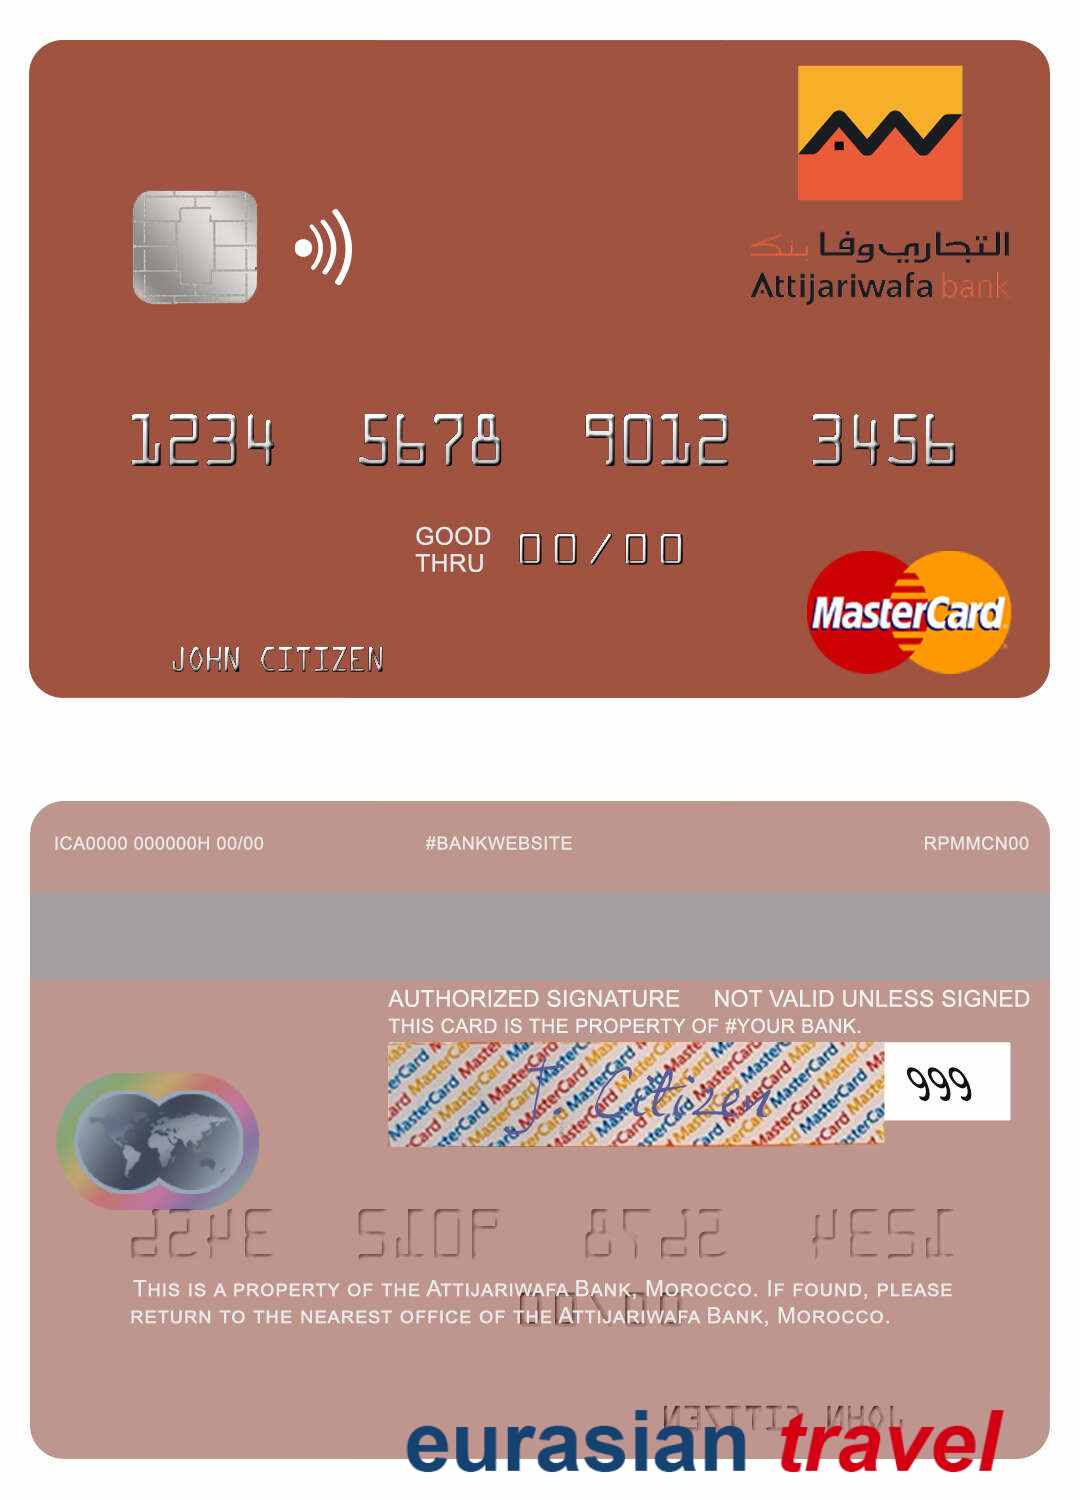 التجاري وفا بنك
Attijariwafa bank
1234 5678 9012 3456
GOOD THRU 00/00
MasterCard
JOHN CITIZEN
ICA0000 000000H 00/00 #BANKWEBSITE RPMMCN00
AUTHORIZED SIGNATURE NOT VALID UNLESS SIGNED
THIS CARD IS THE PROPERTY OF #YOUR BANK.
J. Citizen 999
THIS IS A PROPERTY OF THE ATTIJARIWAFA BANK, MOROCCO. IF FOUND, PLEASE
RETURN TO THE NEAREST OFFICE OF THE ATTIJARIWAFA BANK, MOROCCO.
eurasian travel